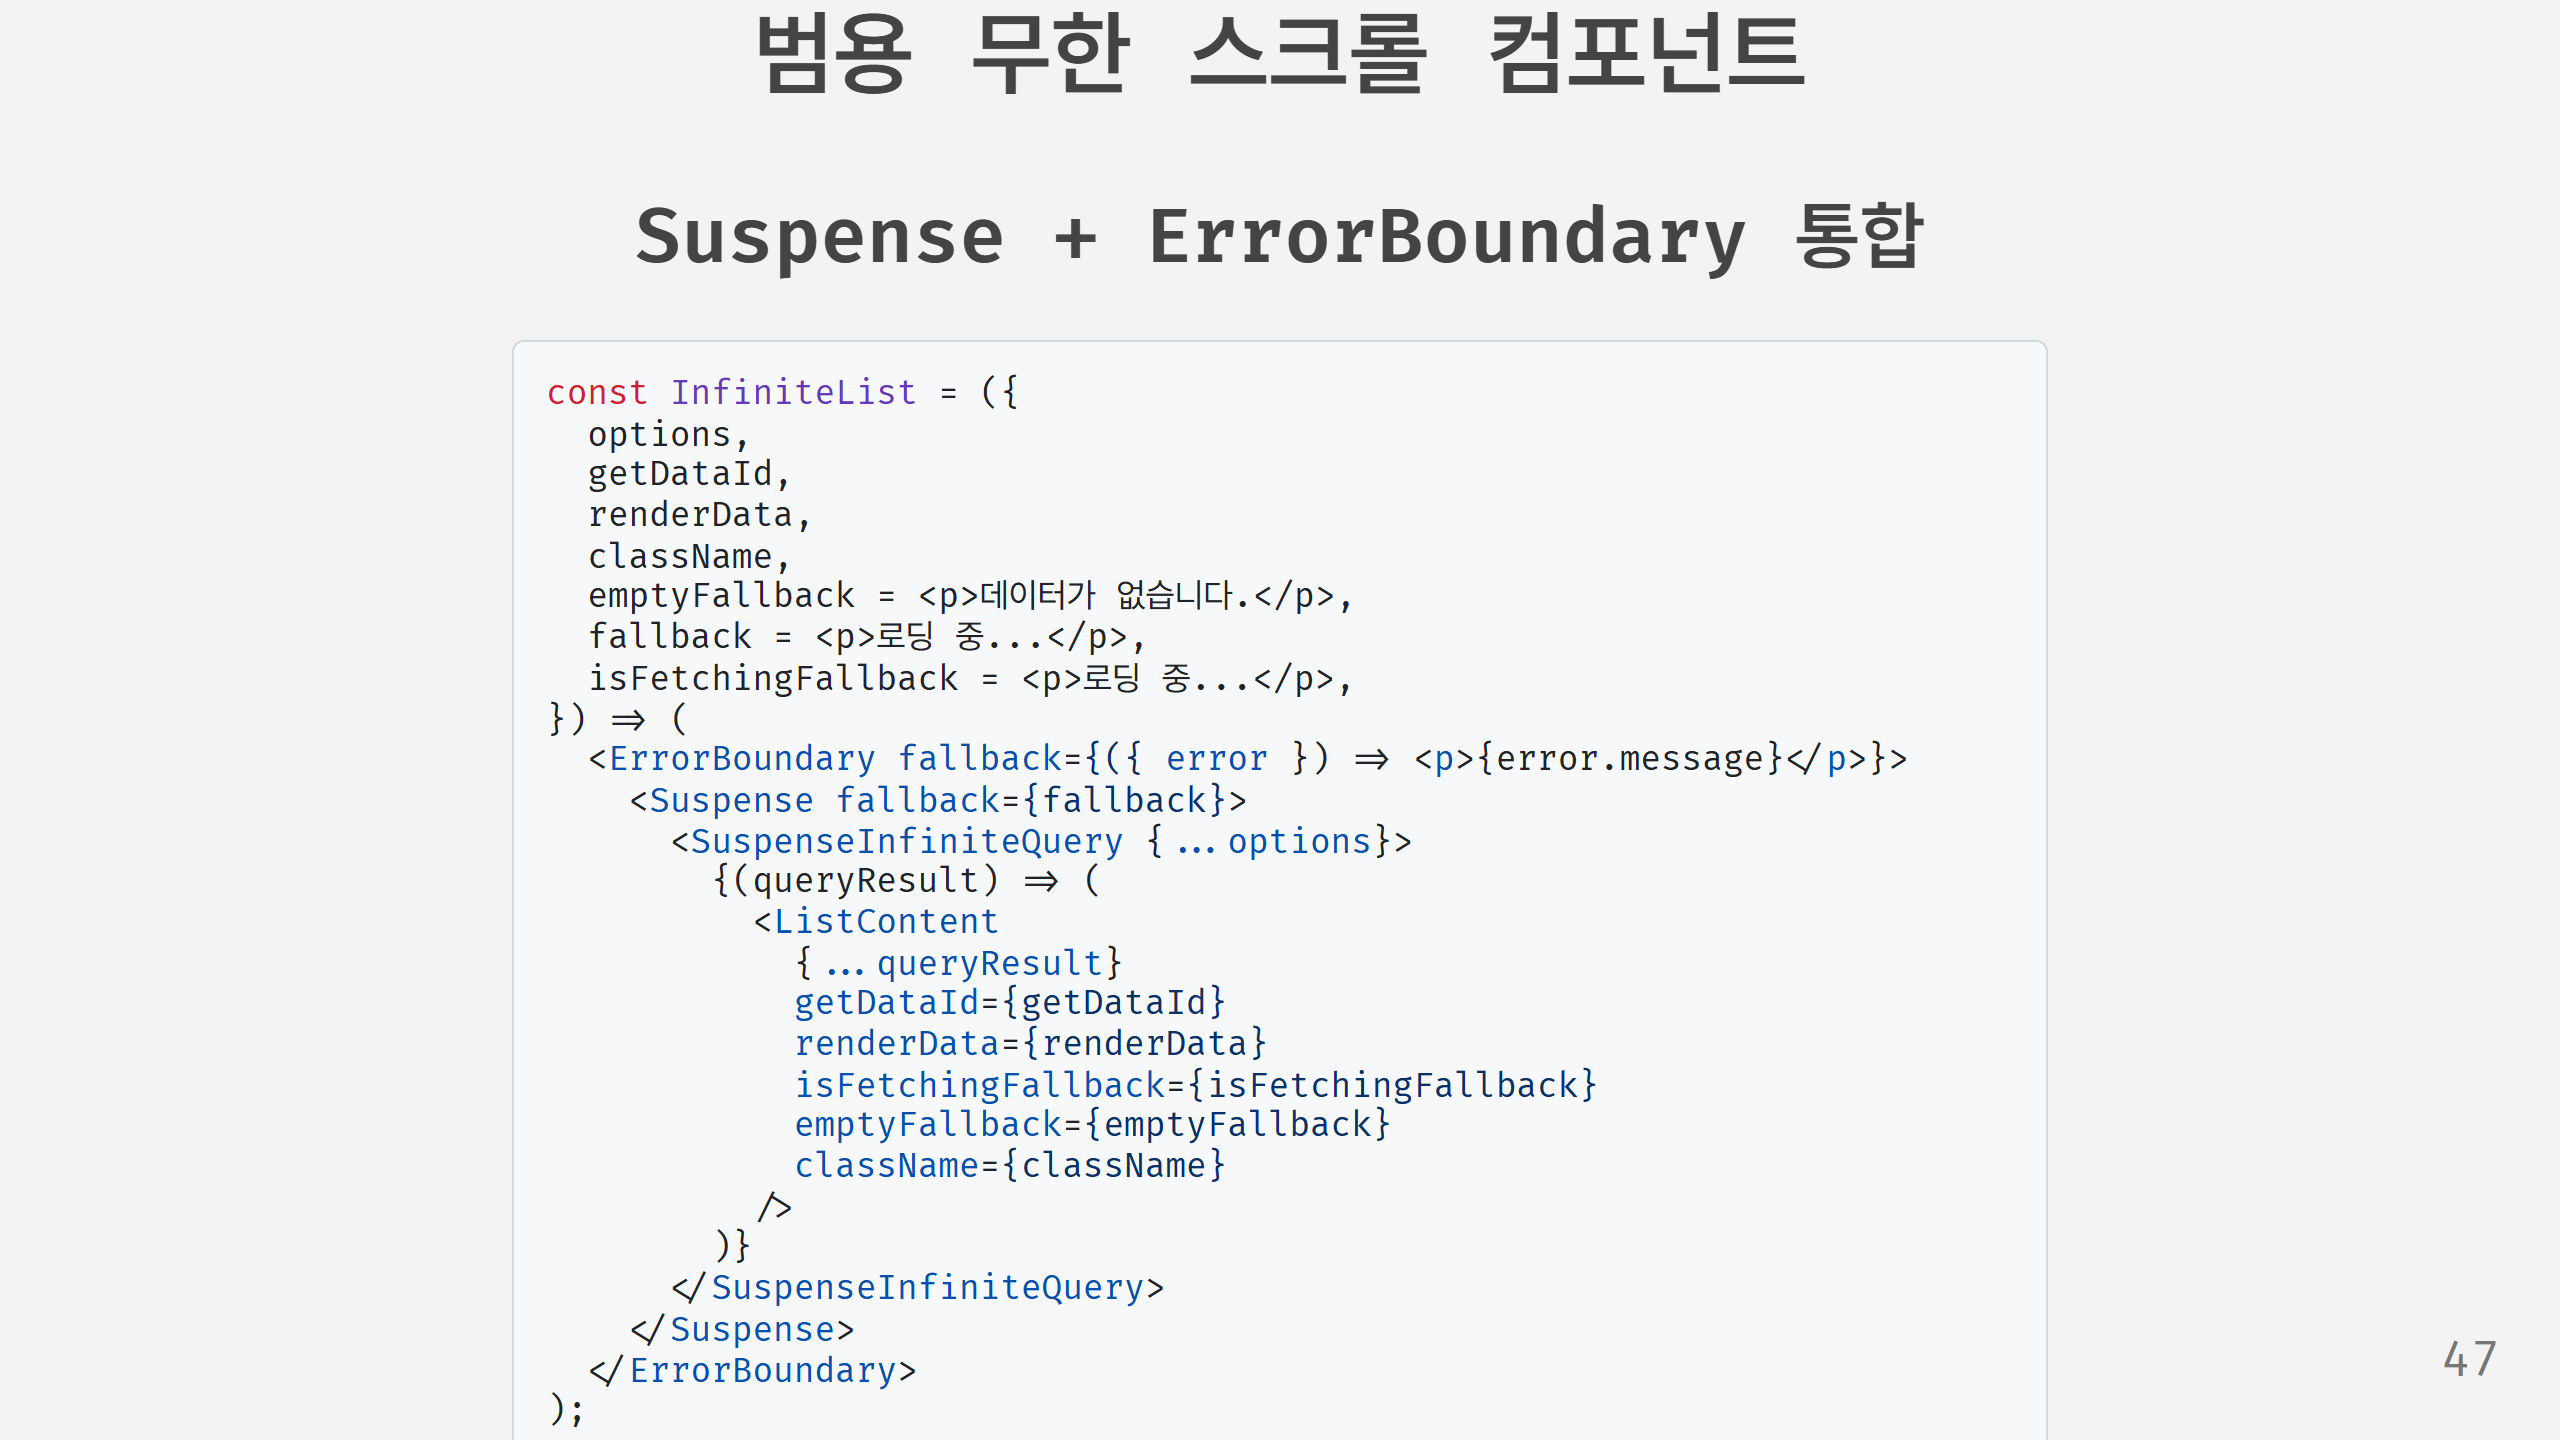 범용 무한 스크롤 컴포넌트
Suspense + ErrorBoundary 통합
const InfiniteList = ({
  options,
  getDataId,
  renderData,
  className,
  emptyFallback = <p>데이터가 없습니다.</p>,
  fallback = <p>로딩 중...</p>,
  isFetchingFallback = <p>로딩 중...</p>,
}) => (
  <ErrorBoundary fallback={({ error }) => <p>{error.message}</p>}>
    <Suspense fallback={fallback}>
      <SuspenseInfiniteQuery {...options}>
        {(queryResult) => (
          <ListContent
            {...queryResult}
            getDataId={getDataId}
            renderData={renderData}
            isFetchingFallback={isFetchingFallback}
            emptyFallback={emptyFallback}
            className={className}
          />
        )}
      </SuspenseInfiniteQuery>
    </Suspense>
  </ErrorBoundary>
);
47